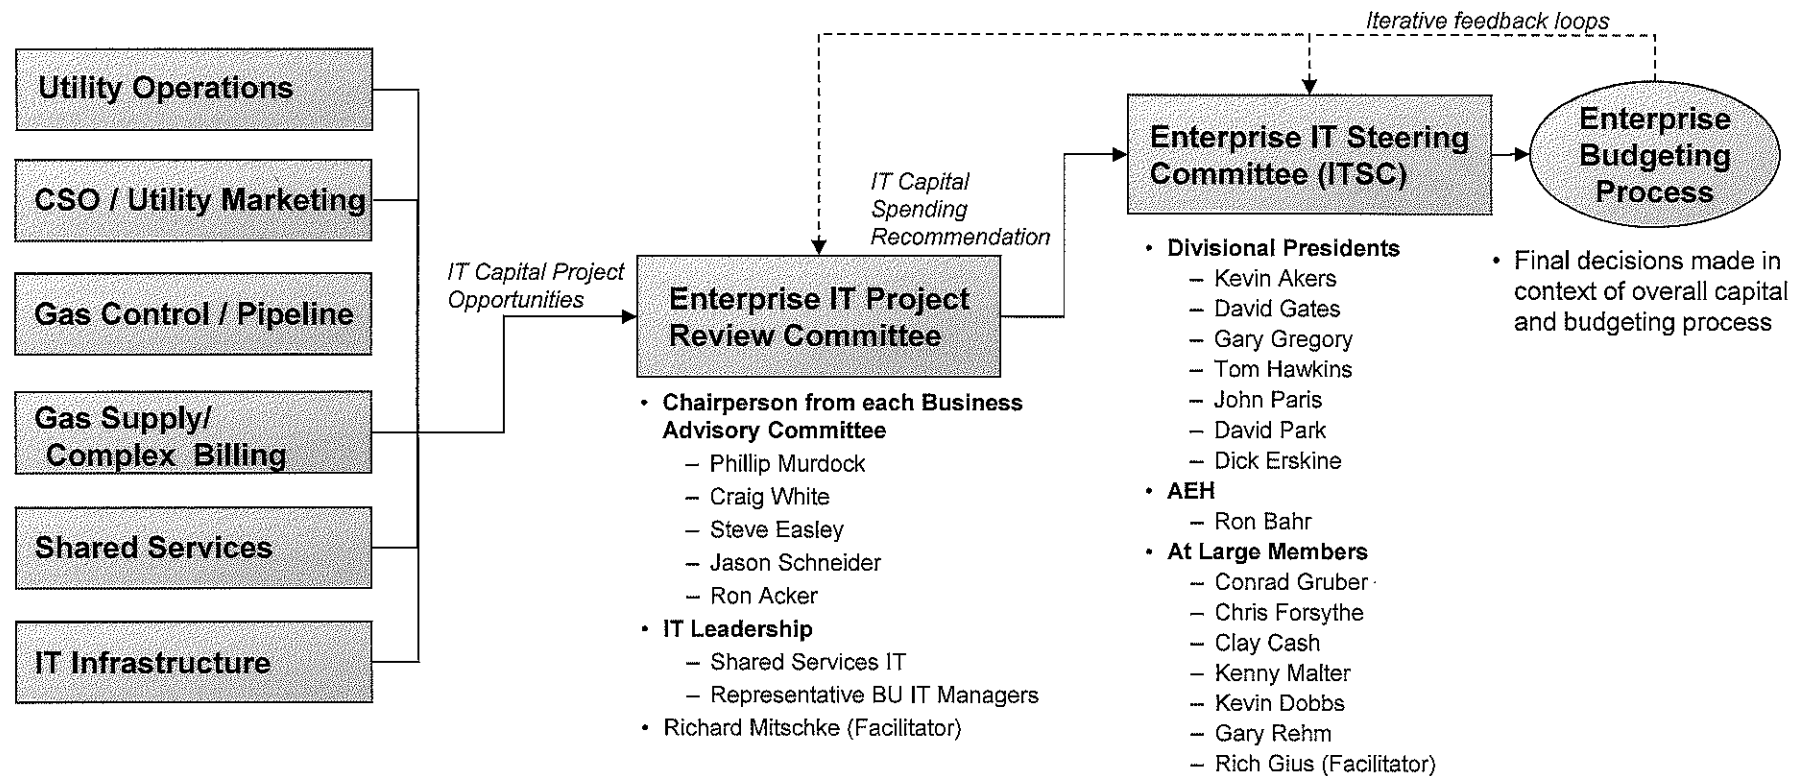 Iterative feedback loops
Utility Operations
CSO / Utility Marketing
Gas Control / Pipeline
Gas Supply/
Complex Billing
Shared Services
IT Infrastructure
IT Capital Project
Opportunities
Enterprise IT Project
Review Committee
• Chairperson from each Business
Advisory Committee
– Phillip Murdock
– Craig White
– Steve Easley
– Jason Schneider
– Ron Acker
• IT Leadership
– Shared Services IT
– Representative BU IT Managers
• Richard Mitschke (Facilitator)
IT Capital
Spending
Recommendation
Enterprise IT Steering
Committee (ITSC)
• Divisional Presidents
– Kevin Akers
– David Gates
– Gary Gregory
– Tom Hawkins
– John Paris
– David Park
– Dick Erskine
• AEH
– Ron Bahr
• At Large Members
– Conrad Gruber
– Chris Forsythe
– Clay Cash
– Kenny Malter
– Kevin Dobbs
– Gary Rehm
– Rich Gius (Facilitator)
Enterprise
Budgeting
Process
• Final decisions made in
context of overall capital
and budgeting process